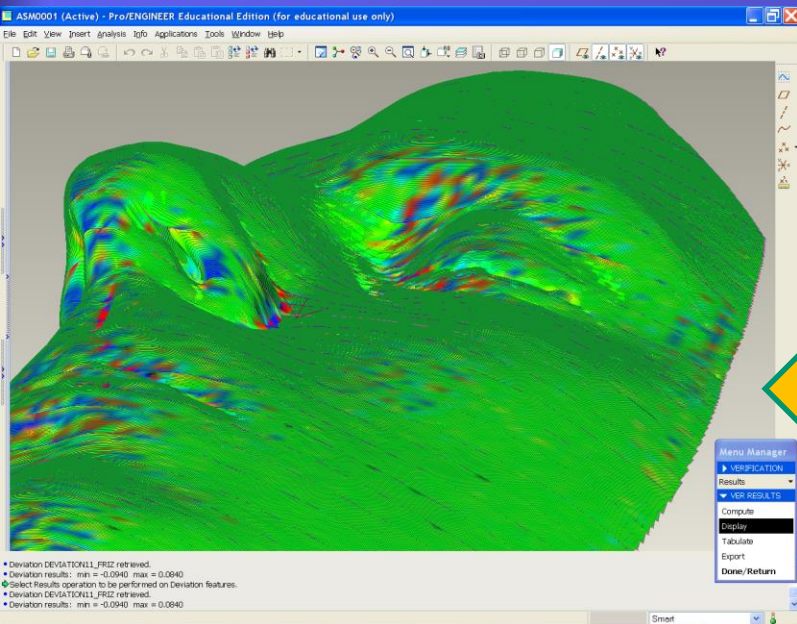 ASM0001 (Active) - Pro/ENGINEER Educational Edition (for educational use only)
File Edit View Insert Analysis Info Applications Tools Window Help
Menu Manager
VERIFICATION
Results
VER RESULTS
Compute
Display
Tabulate
Export
Done/Return
Deviation DEVIATION11_FRIZ retrieved.
Deviation results: min = -0.0940 max = 0.0840
Select Results operation to be performed on Deviation features.
Deviation DEVIATION11_FRIZ retrieved.
Deviation results: min = -0.0940 max = 0.0840
Smart